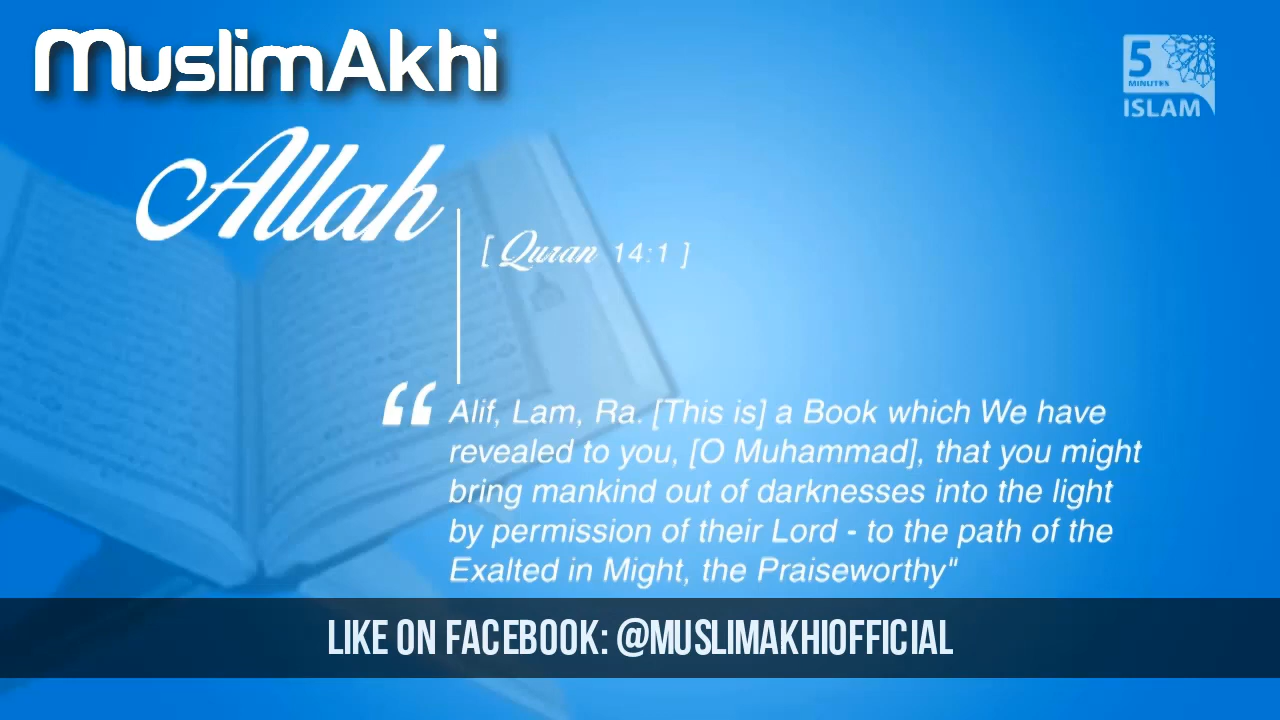 MuslimAkhi
5
MINUTES
ISLAM
Allah
[ Quran 14:1 ]
“ Alif, Lam, Ra. [This is] a Book which We have
revealed to you, [O Muhammad], that you might
bring mankind out of darknesses into the light
by permission of their Lord - to the path of the
Exalted in Might, the Praiseworthy"
LIKE ON FACEBOOK: @MUSLIMAKHIOFFICIAL